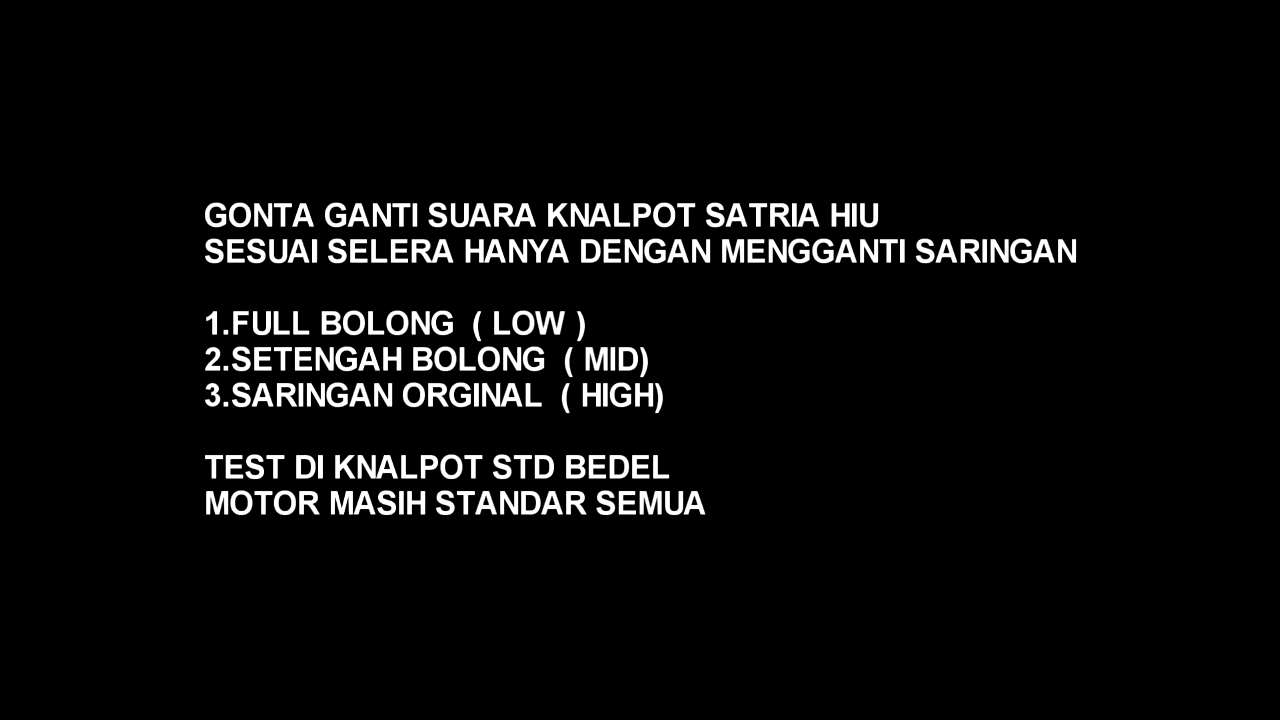 GONTA GANTI SUARA KNALPOT SATRIA HIU
SESUAI SELERA HANYA DENGAN MENGGANTI SARINGAN
1.FULL BOLONG ( LOW )
2.SETENGAH BOLONG ( MID)
3.SARINGAN ORGINAL ( HIGH)
TEST DI KNALPOT STD BEDEL
MOTOR MASIH STANDAR SEMUA